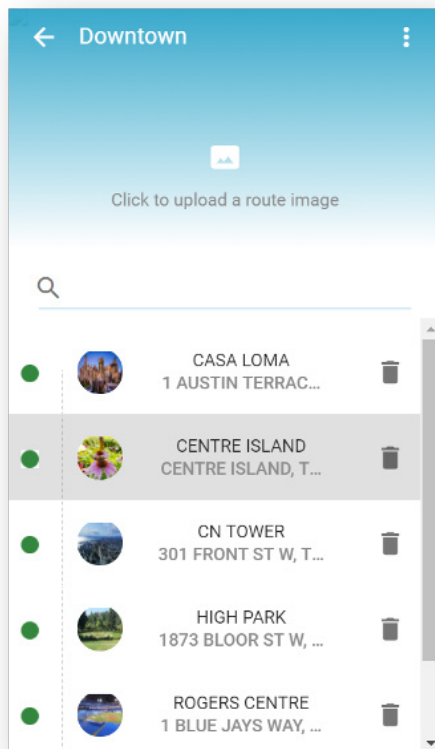 Downtown
Click to upload a route image
CASA LOMA
1 AUSTIN TERRAC...
CENTRE ISLAND
CENTRE ISLAND, T...
CN TOWER
301 FRONT ST W, T...
HIGH PARK
1873 BLOOR ST W, ...
ROGERS CENTRE
1 BLUE JAYS WAY, ...